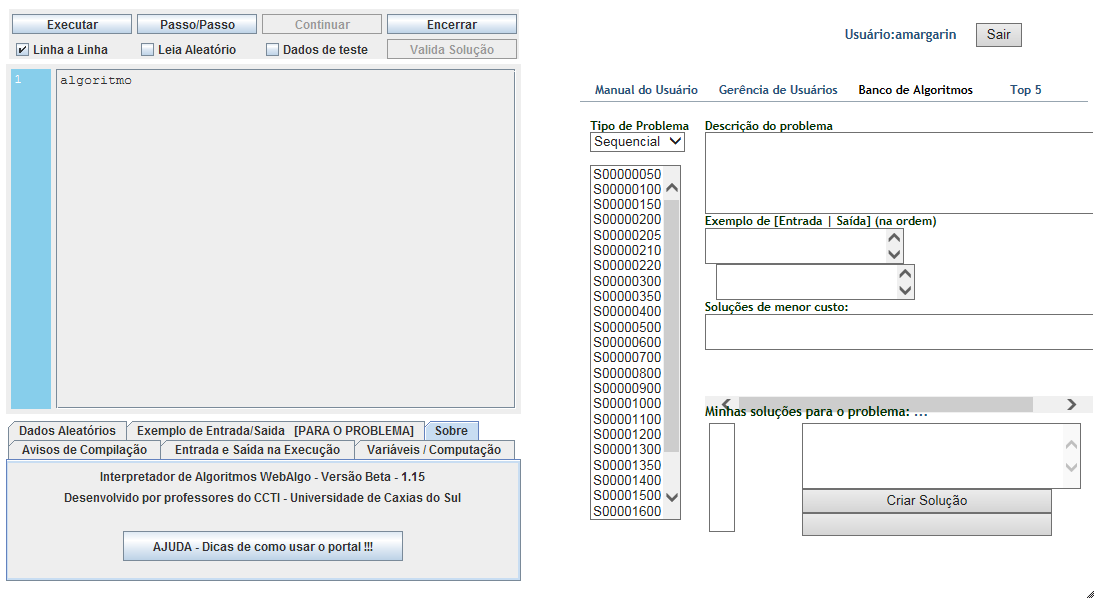 Executar Passo/Passo Continuar Encerrar
Linha a Linha Leia Aleatório Dados de teste Valida Solução
1 algoritmo
Dados Aleatórios Exemplo de Entrada/Saida [PARA O PROBLEMA] Sobre
Avisos de Compilação Entrada e Saída na Execução Variáveis / Computação
Interpretador de Algoritmos WebAlgo - Versão Beta - 1.15
Desenvolvido por professores do CCTI - Universidade de Caxias do Sul
AJUDA - Dicas de como usar o portal !!!
Usuário:amargarin Sair
Manual do Usuário Gerência de Usuários Banco de Algoritmos Top 5
Tipo de Problema
Sequencial
S00000050
S00000100
S00000150
S00000200
S00000205
S00000210
S00000220
S00000300
S00000350
S00000400
S00000500
S00000600
S00000700
S00000800
S00000900
S00001000
S00001100
S00001200
S00001300
S00001350
S00001400
S00001500
S00001600
Descrição do problema
Exemplo de [Entrada | Saída] (na ordem)
Soluções de menor custo:
Minhas soluções para o problema: ...
Criar Solução